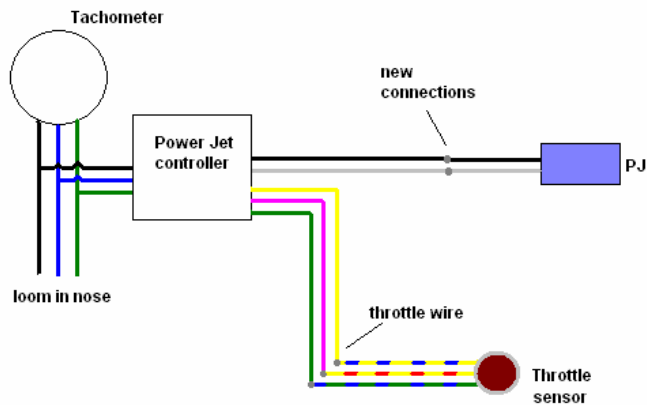 Tachometer
new
connections
Power Jet
controller
PJ
loom in nose
throttle wire
Throttle
sensor